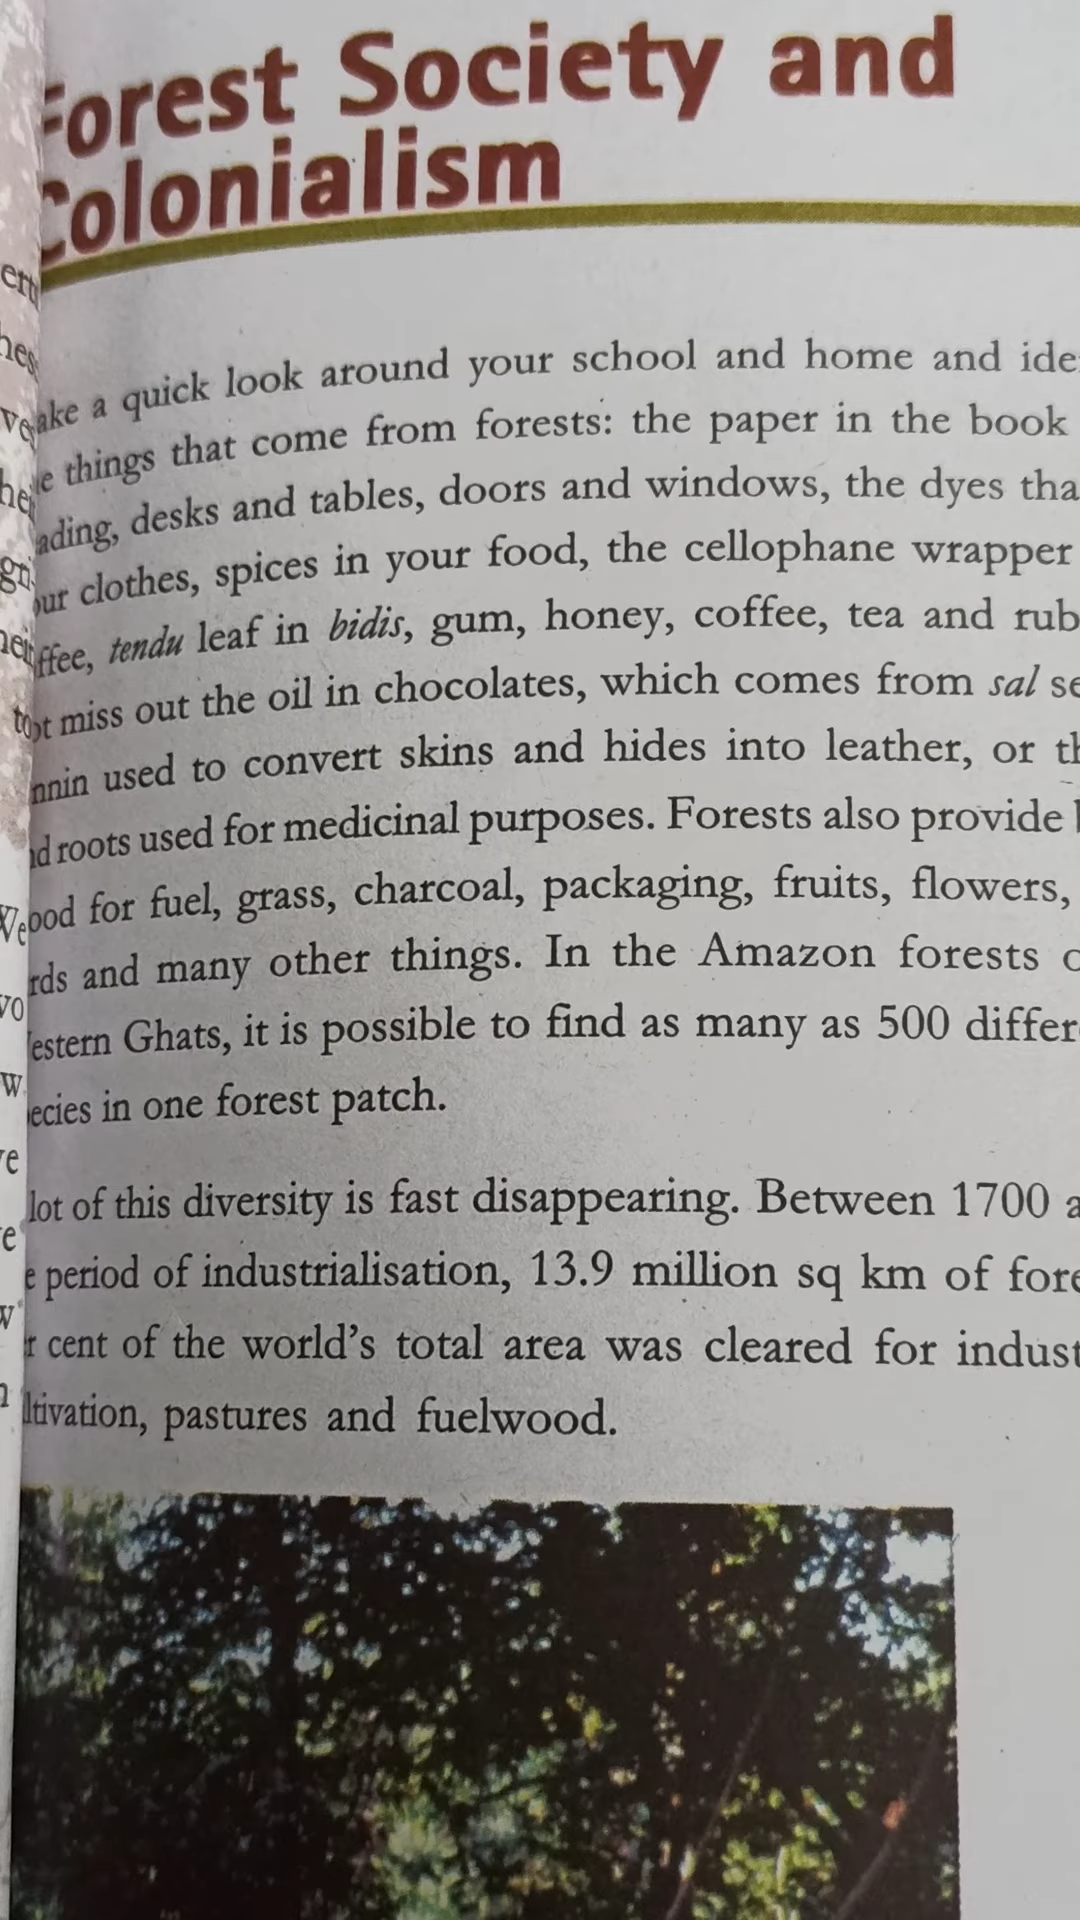 Forest Society and
Colonialism
ake a quick look around your school and home and ide
e things that come from forests: the paper in the book
ading, desks and tables, doors and windows, the dyes tha
our clothes, spices in your food, the cellophane wrapper
ffee, tendu leaf in bidis, gum, honey, coffee, tea and rub
ot miss out the oil in chocolates, which comes from sal se
nnin used to convert skins and hides into leather, or th
nd roots used for medicinal purposes. Forests also provide
ood for fuel, grass, charcoal, packaging, fruits, flowers,
rds and many other things. In the Amazon forests o
estern Ghats, it is possible to find as many as 500 differ
ecies in one forest patch.
lot of this diversity is fast disappearing. Between 1700 a
e period of industrialisation, 13.9 million sq km of fore
r cent of the world's total area was cleared for indust
ltivation, pastures and fuelwood.